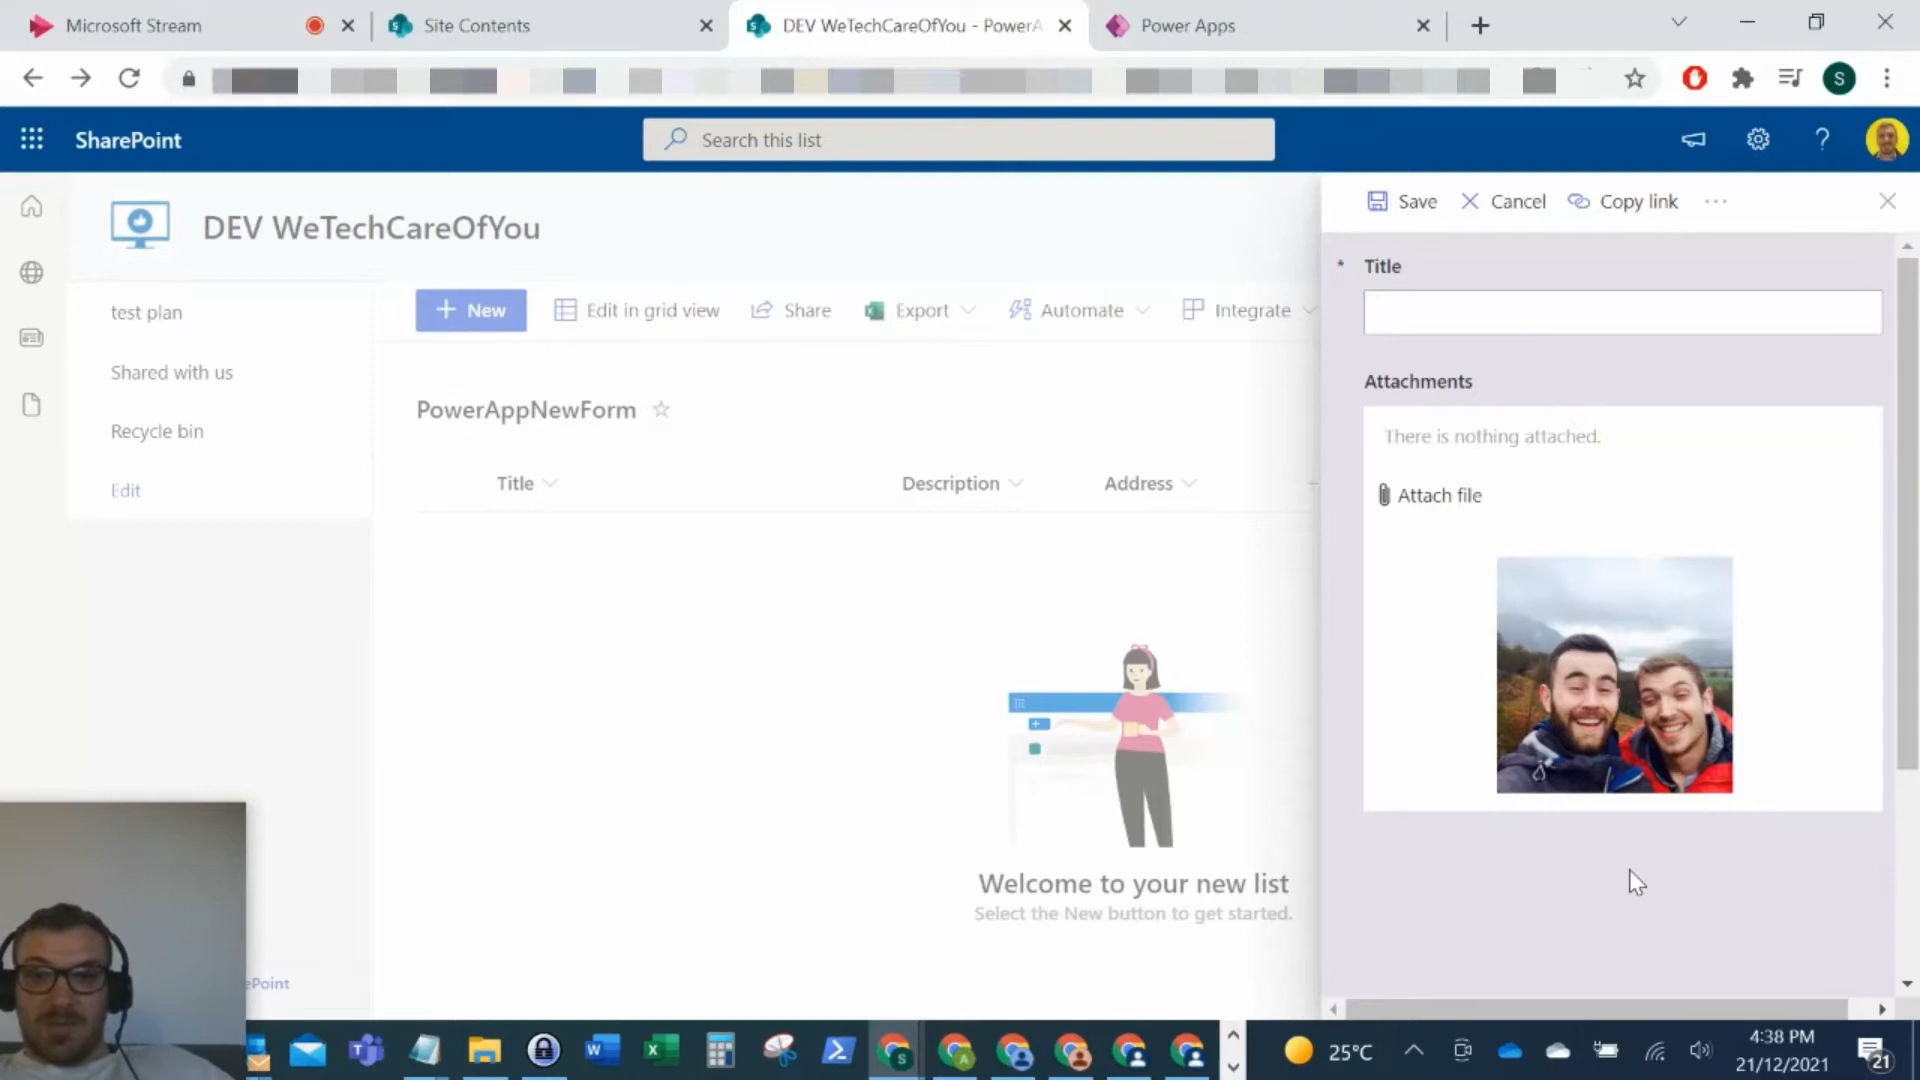 Microsoft Stream
Site Contents
DEV WeTechCareOfYou - PowerA
Power Apps
S
SharePoint
Search this list
Save
Cancel
Copy link
DEV WeTechCareOfYou
* Title
test plan
New
Edit in grid view
Share
Export
Automate
Integrate
Shared with us
Attachments
PowerAppNewForm
Recycle bin
There is nothing attached.
Title
Description
Address
Edit
Attach file
Welcome to your new list
Select the New button to get started.
ePoint
25°C
4:38 PM
21/12/2021
21